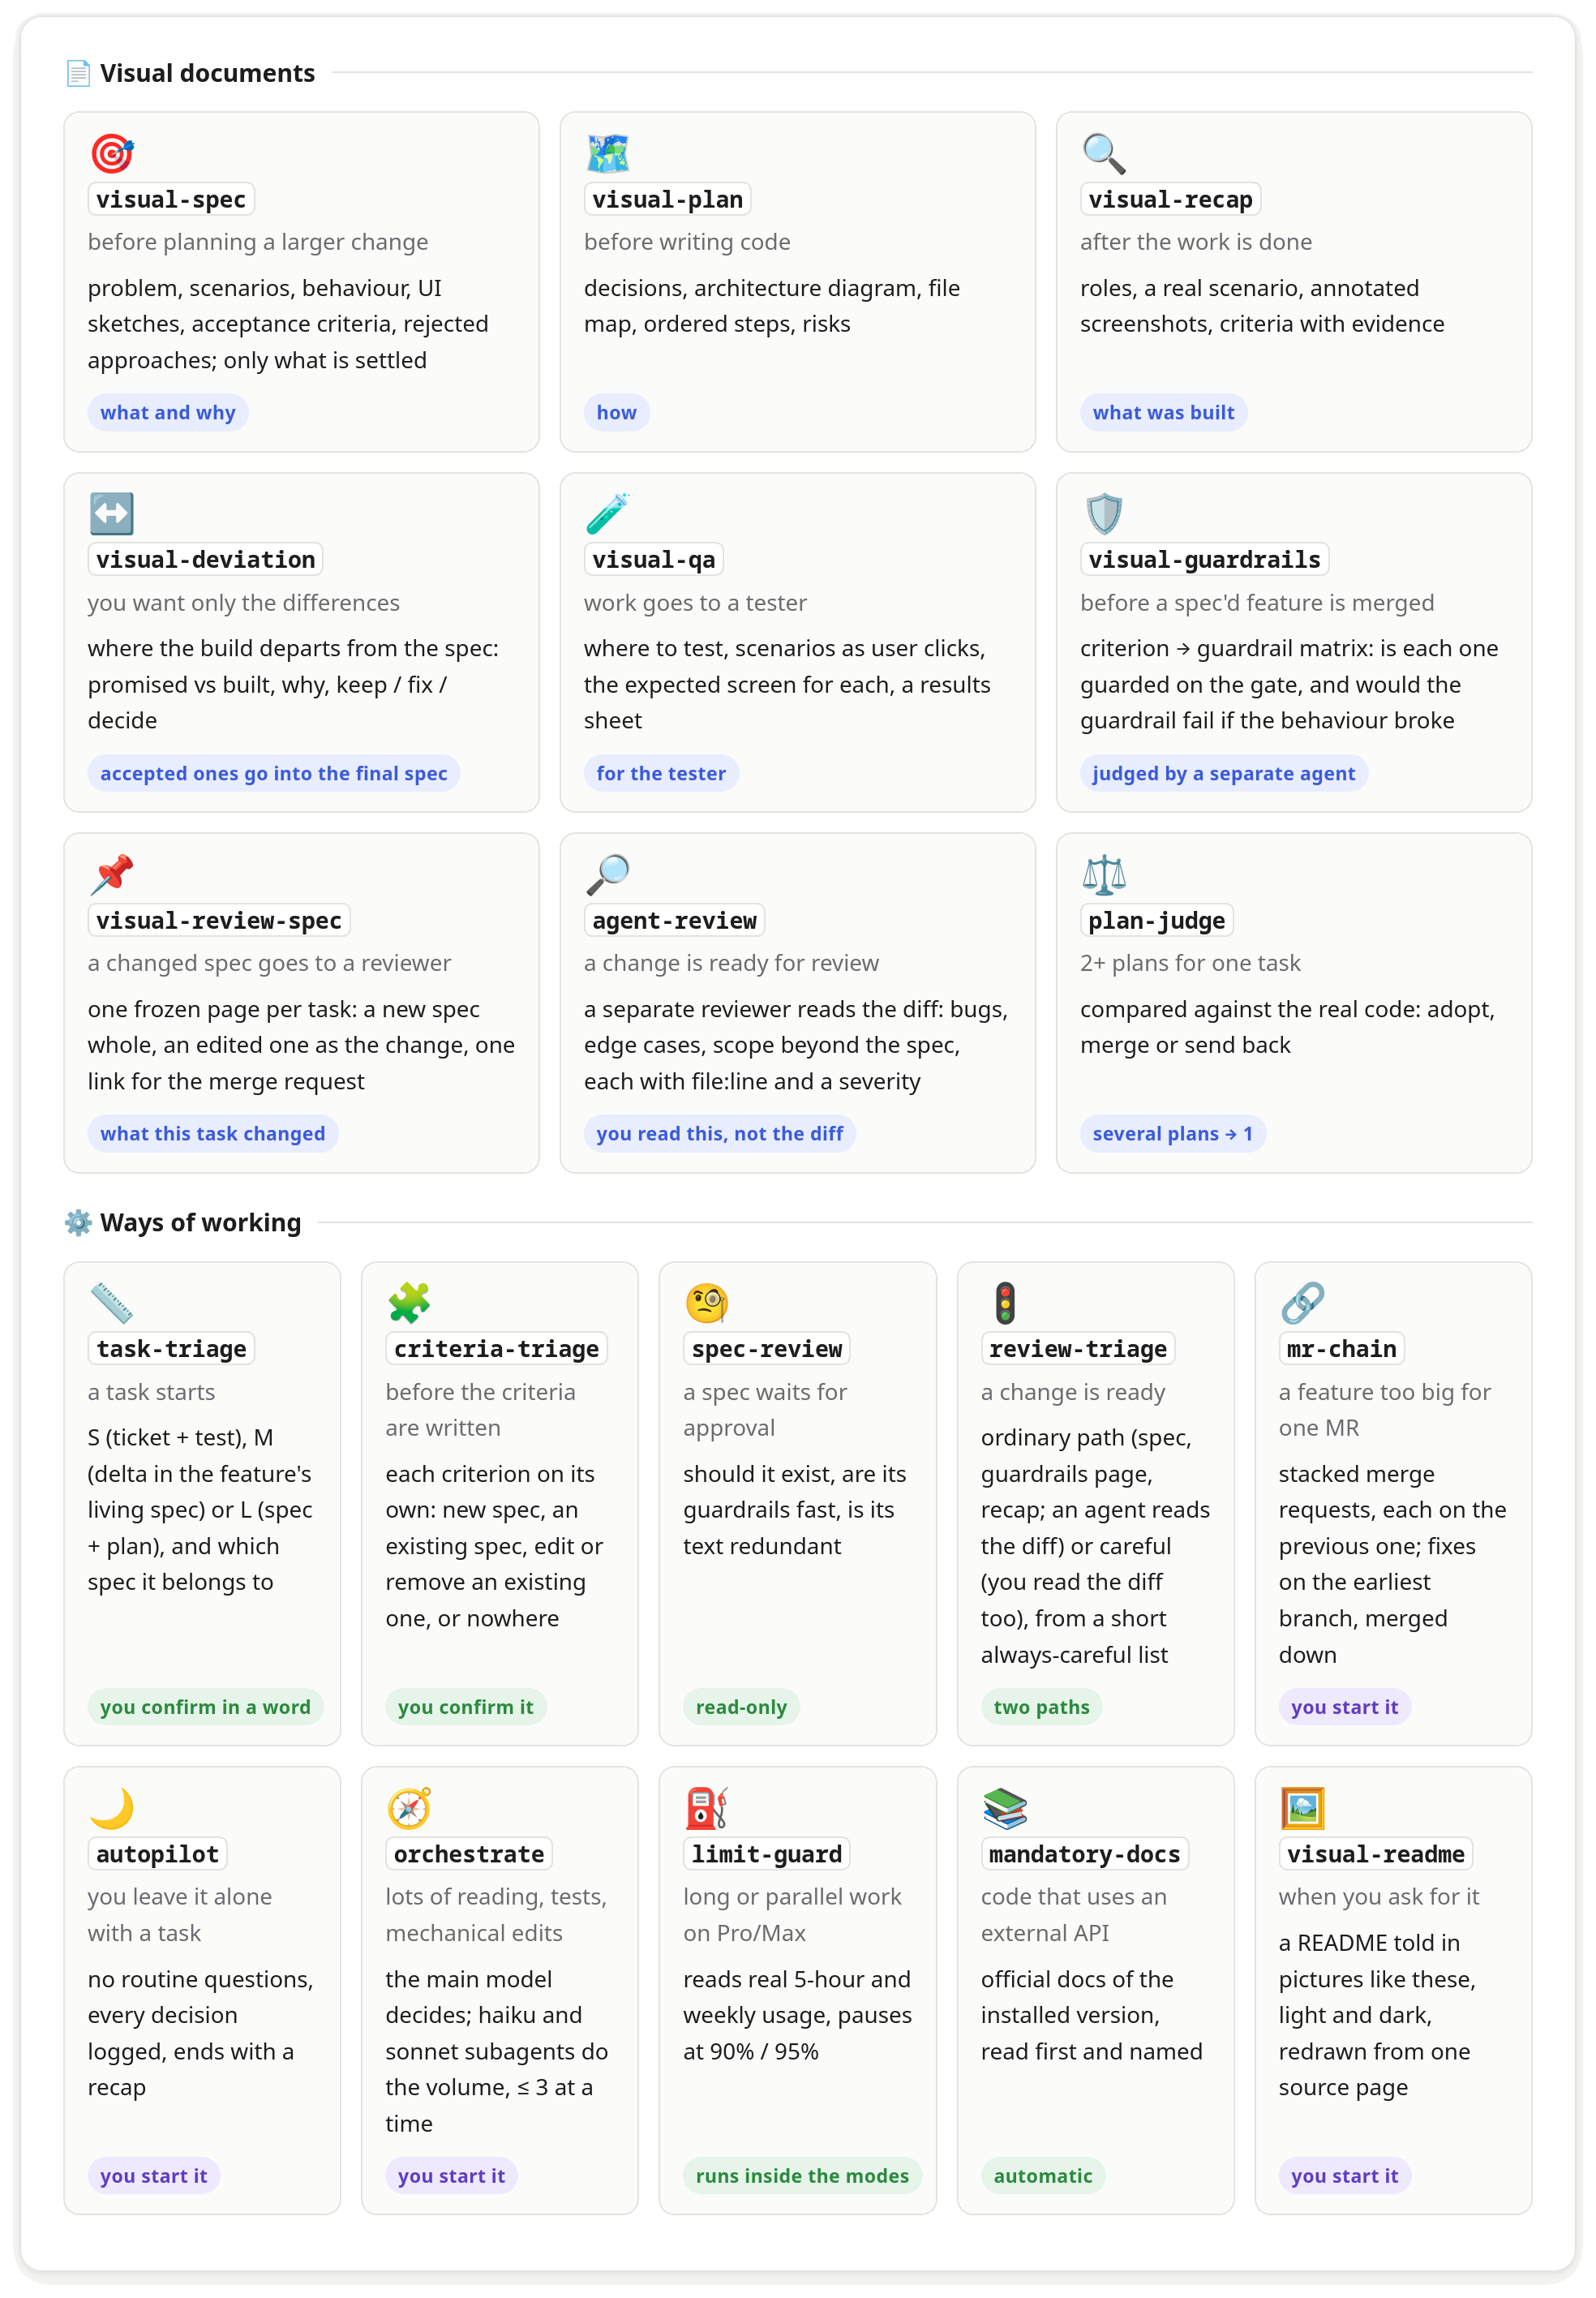 Visual documents
visual-spec
before planning a larger change
problem, scenarios, behaviour, UI
sketches, acceptance criteria, rejected
approaches; only what is settled
what and why
visual-plan
before writing code
decisions, architecture diagram, file
map, ordered steps, risks
how
visual-recap
after the work is done
roles, a real scenario, annotated
screenshots, criteria with evidence
what was built
visual-deviation
you want only the differences
where the build departs from the spec:
promised vs built, why, keep / fix /
decide
accepted ones go into the final spec
visual-qa
work goes to a tester
where to test, scenarios as user clicks,
the expected screen for each, a results
sheet
for the tester
visual-guardrails
before a spec'd feature is merged
criterion → guardrail matrix: is each one
guarded on the gate, and would the
guardrail fail if the behaviour broke
judged by a separate agent
visual-review-spec
a changed spec goes to a reviewer
one frozen page per task: a new spec
whole, an edited one as the change, one
link for the merge request
what this task changed
agent-review
a change is ready for review
a separate reviewer reads the diff: bugs,
edge cases, scope beyond the spec,
each with file:line and a severity
you read this, not the diff
plan-judge
2+ plans for one task
compared against the real code: adopt,
merge or send back
several plans → 1
Ways of working
task-triage
a task starts
S (ticket + test), M
(delta in the feature's
living spec) or L (spec
+ plan), and which
spec it belongs to
you confirm in a word
criteria-triage
before the criteria
are written
each criterion on its
own: new spec, an
existing spec, edit or
remove an existing
one, or nowhere
you confirm it
spec-review
a spec waits for
approval
should it exist, are its
guardrails fast, is its
text redundant
read-only
review-triage
a change is ready
ordinary path (spec,
guardrails page,
recap; an agent reads
the diff) or careful
(you read the diff
too), from a short
always-careful list
two paths
mr-chain
a feature too big for
one MR
stacked merge
requests, each on the
previous one; fixes
on the earliest
branch, merged
down
you start it
autopilot
you leave it alone
with a task
no routine questions,
every decision
logged, ends with a
recap
you start it
orchestrate
lots of reading, tests,
mechanical edits
the main model
decides; haiku and
sonnet subagents do
the volume, ≤ 3 at a
time
you start it
limit-guard
long or parallel work
on Pro/Max
reads real 5-hour and
weekly usage, pauses
at 90% / 95%
runs inside the modes
mandatory-docs
code that uses an
external API
official docs of the
installed version,
read first and named
automatic
visual-readme
when you ask for it
a README told in
pictures like these,
light and dark,
redrawn from one
source page
you start it